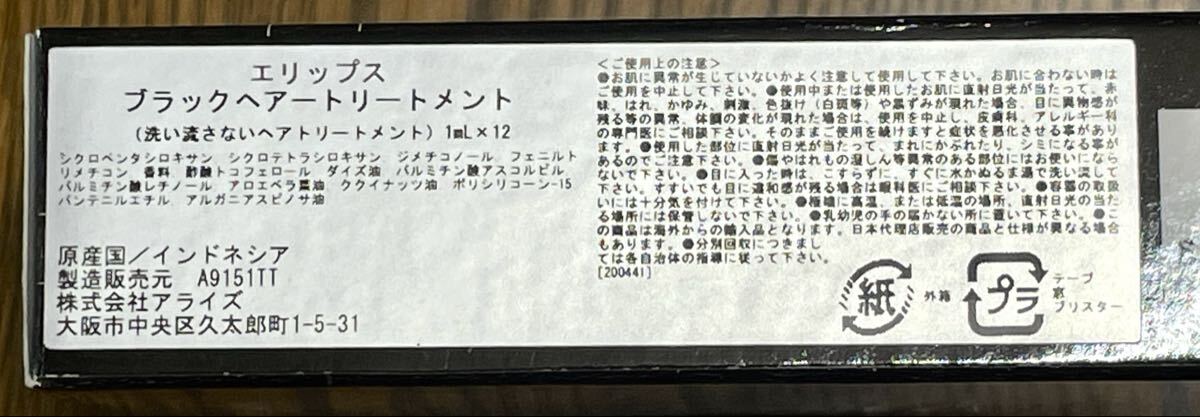 エリップス
ブラックヘアートリートメント
(洗い流さないヘアトリートメント) 1mL×12
シクロペンタシロキサン シクロテトラシロキサン ジメチコノール フェニルト
リメチコン 香料 酢酸トコフェロール ダイズ油 パルミチン酸アスコルビル
パルミチン酸レチノール アロエベラ葉油 ククイナッツ油 ポリシリコーン-15
パンテニルエチル アルガニアスピノサ油
原産国/インドネシア
製造販売元 A9151TT
株式会社アライズ
大阪市中央区久太郎町1-5-31
<ご使用上の注意>
●お肌に異常が生じていないかよく注意して使用して下さい。お肌に合わない時は
ご使用を中止して下さい。●使用中または使用したお肌に直射日光が当たって、赤
味、はれ、かゆみ、刺激、色抜け(白斑等)や黒ずみが現れた場合、目に異物感が
残る等の異常、体調の変化が現れた場合は、使用を中止し、皮膚科、アレルギー科
の専門医にご相談下さい。そのままご使用を続けますと症状を悪化させる事があり
ます。●使用した部位に直射日光が当たって、まれにかぶれたり、シミになる事が
あるのでご注意下さい。●傷やはれもの湿しん等異常のある部位にはお使いになら
ないで下さい。●目に入った時は、こすらずに、すぐに水かぬるま湯で洗い流して
下さい。すすいでも目に違和感が残る場合は眼科医にご相談下さい。●容器の取扱
いには十分気を付けて下さい。●極端に高温、または低温の場所、直射日光の当た
る場所には保管しないで下さい。●乳幼児の手の届かない所に置いて下さい。●こ
の商品は海外からの輸入品となります。日本代理店販売の商品と仕様が異なる場合
もあります。●分別回収につきまし
ては各自治体の指導に従って下さい。
[200441]
紙 外箱
プラ テープ
窓
ブリスター